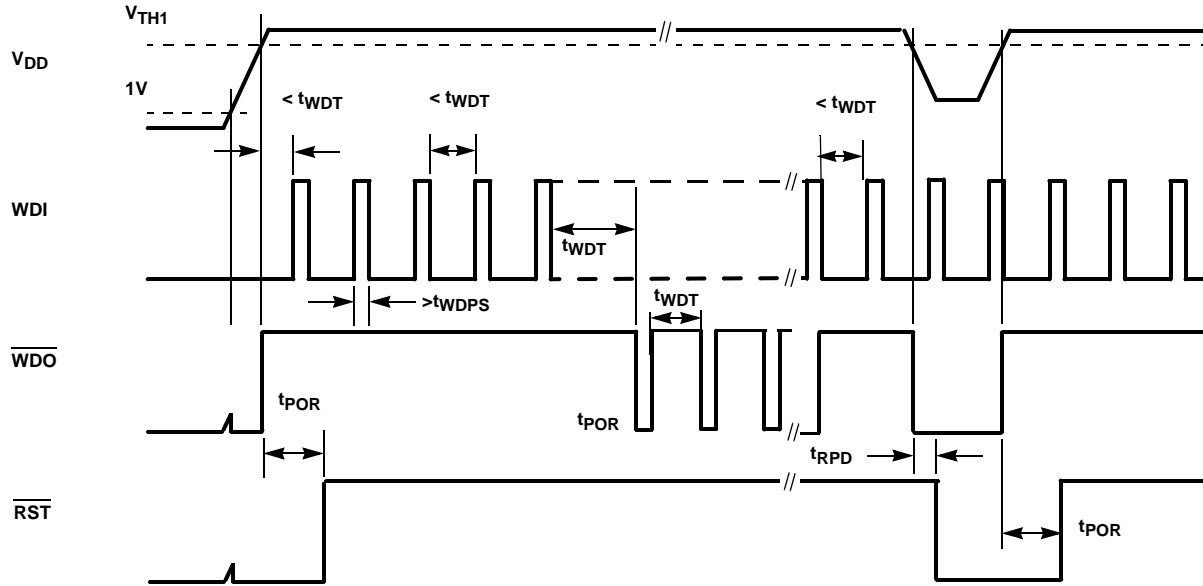 VTH1
VDD
1V
< tWDT
< tWDT
< tWDT
WDI
tWDT
>tWDPS
tWDT
WDO
tPOR
tPOR
tRPD
RST
tPOR